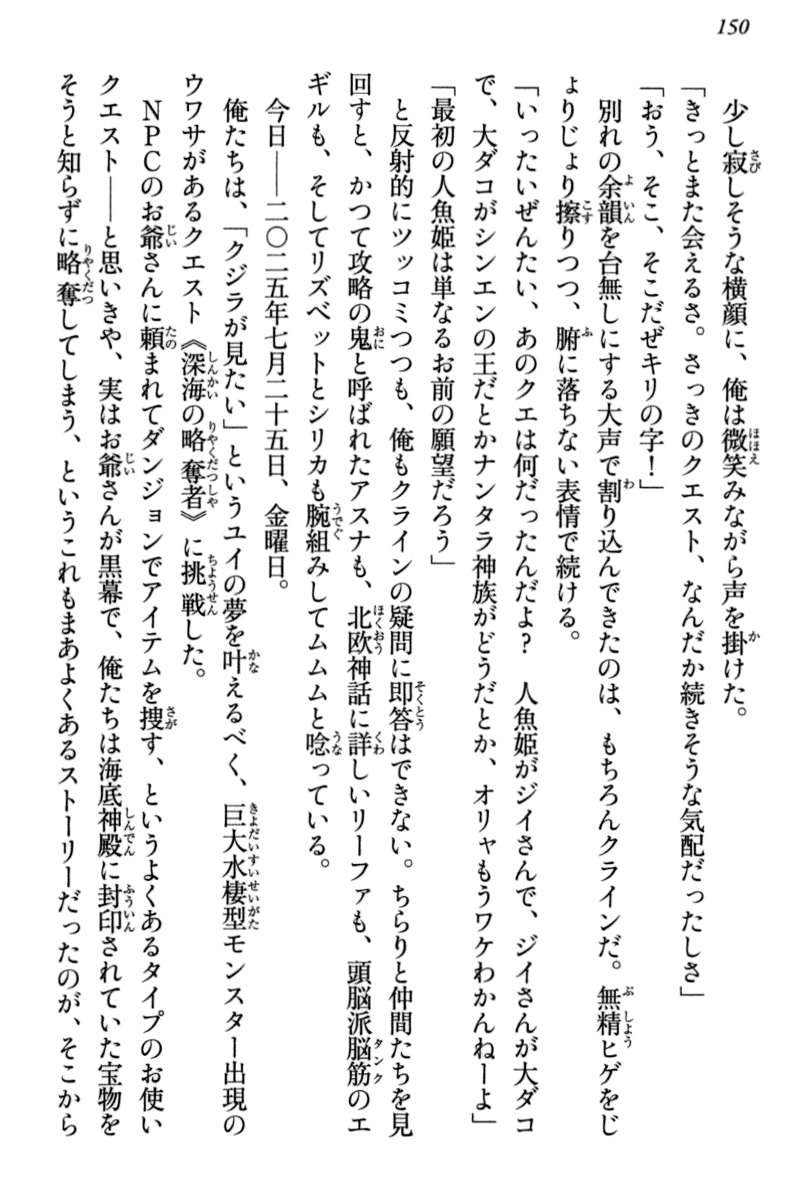 150
少し寂しそうな横顔に、俺は微笑みながら声を掛けた。
「きっとまた会えるさ。さっきのクエスト、なんだか続きそうな気配だったしさ」
「おう、そこ、そこだぜキリの字！」
別れの余韻を台無しにする大声で割り込んできたのは、もちろんクラインだ。無精ヒゲをじ
ょりじょり擦りつつ、腑に落ちない表情で続ける。
「いったいぜんたい、あのクエは何だったんだよ？　人魚姫がジイさんで、ジイさんが大ダコ
で、大ダコがシンエンの王だとかナンタラ神族がどうだとか、オリャもうワケわかんねーよ」
「最初の人魚姫は単なるお前の願望だろう」
と反射的にツッコミつつも、俺もクラインの疑問に即答はできない。ちらりと仲間たちを見
回すと、かつて攻略の鬼と呼ばれたアスナも、北欧神話に詳しいリーファも、頭脳派脳筋のエ
ギルも、そしてリズベットとシリカも腕組みしてムムムと唸っている。
今日――二〇二五年七月二十五日、金曜日。
俺たちは、「クジラが見たい」というユイの夢を叶えるべく、巨大水棲型モンスター出現の
ウワサがあるクエスト《深海の略奪者》に挑戦した。
ＮＰＣのお爺さんに頼まれてダンジョンでアイテムを捜す、というよくあるタイプのお使い
クエスト――と思いきや、実はお爺さんが黒幕で、俺たちは海底神殿に封印されていた宝物を
そうと知らずに略奪してしまう、というこれもまあよくあるストーリーだったのが、そこから